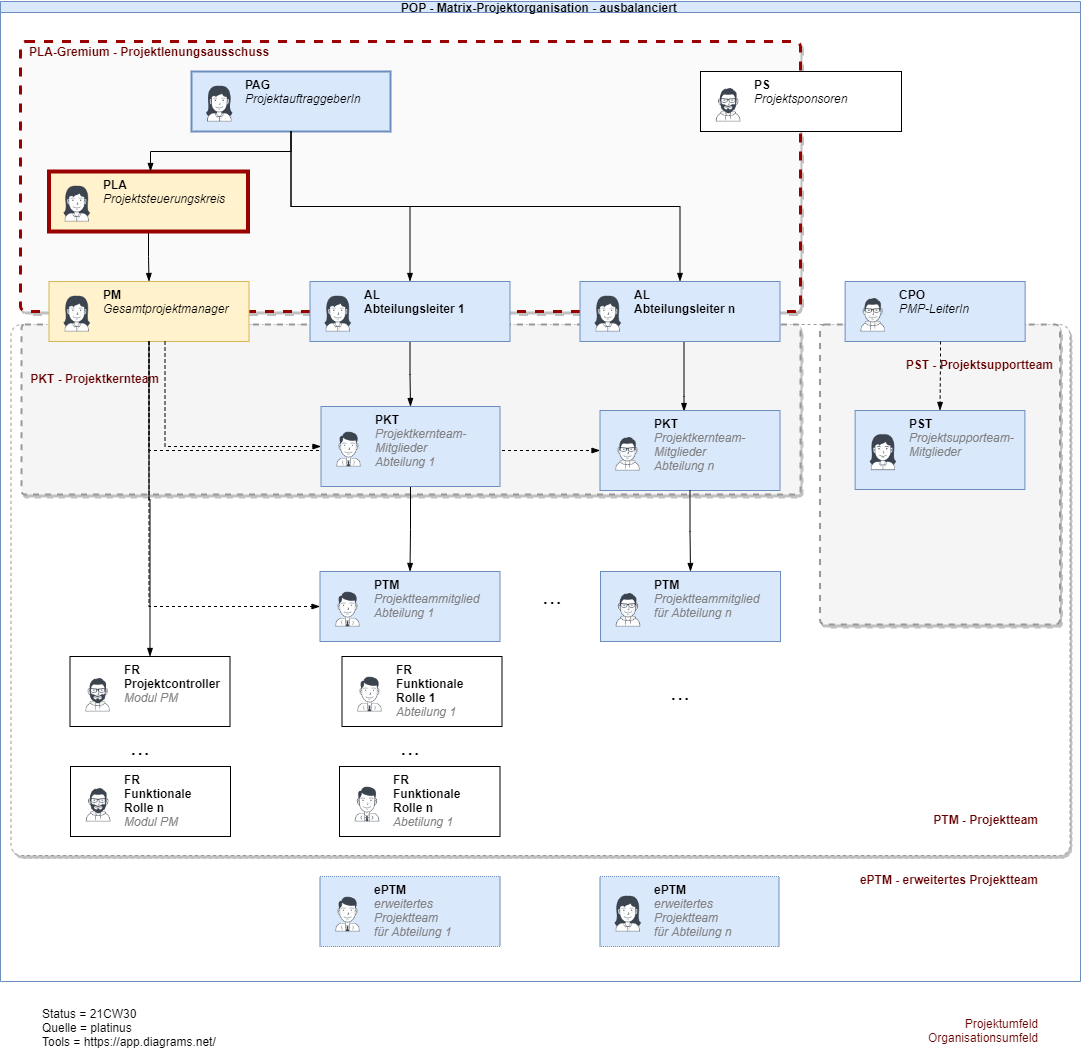 POP - Matrix-Projektorganisation - ausbalanciert
PLA-Gremium - Projektlenungsausschuss
PAG
ProjektauftraggeberIn
PS
Projektsponsoren
PLA
Projektsteuerungskreis
PM
Gesamtprojektmanager
AL
Abteilungsleiter 1
AL
Abteilungsleiter n
CPO
PMP-LeiterIn
PKT - Projektkernteam
PST - Projektsupportteam
PKT
Projektkernteam-
Mitglieder
Abteilung 1
PKT
Projektkernteam-
Mitglieder
Abteilung n
PST
Projektsupporteam-
Mitglieder
PTM
Projektteammitglied
Abteilung 1
...
PTM
Projektteammitglied
für Abteilung n
FR
Projektcontroller
Modul PM
FR
Funktionale
Rolle 1
Abteilung 1
...
...
...
FR
Funktionale
Rolle n
Modul PM
FR
Funktionale
Rolle n
Abetilung 1
PTM - Projektteam
ePTM - erweitertes Projektteam
ePTM
erweitertes
Projektteam
für Abteilung 1
ePTM
erweitertes
Projektteam
für Abteilung n
Status = 21CW30
Quelle = platinus
Tools = https://app.diagrams.net/
Projektumfeld
Organisationsumfeld